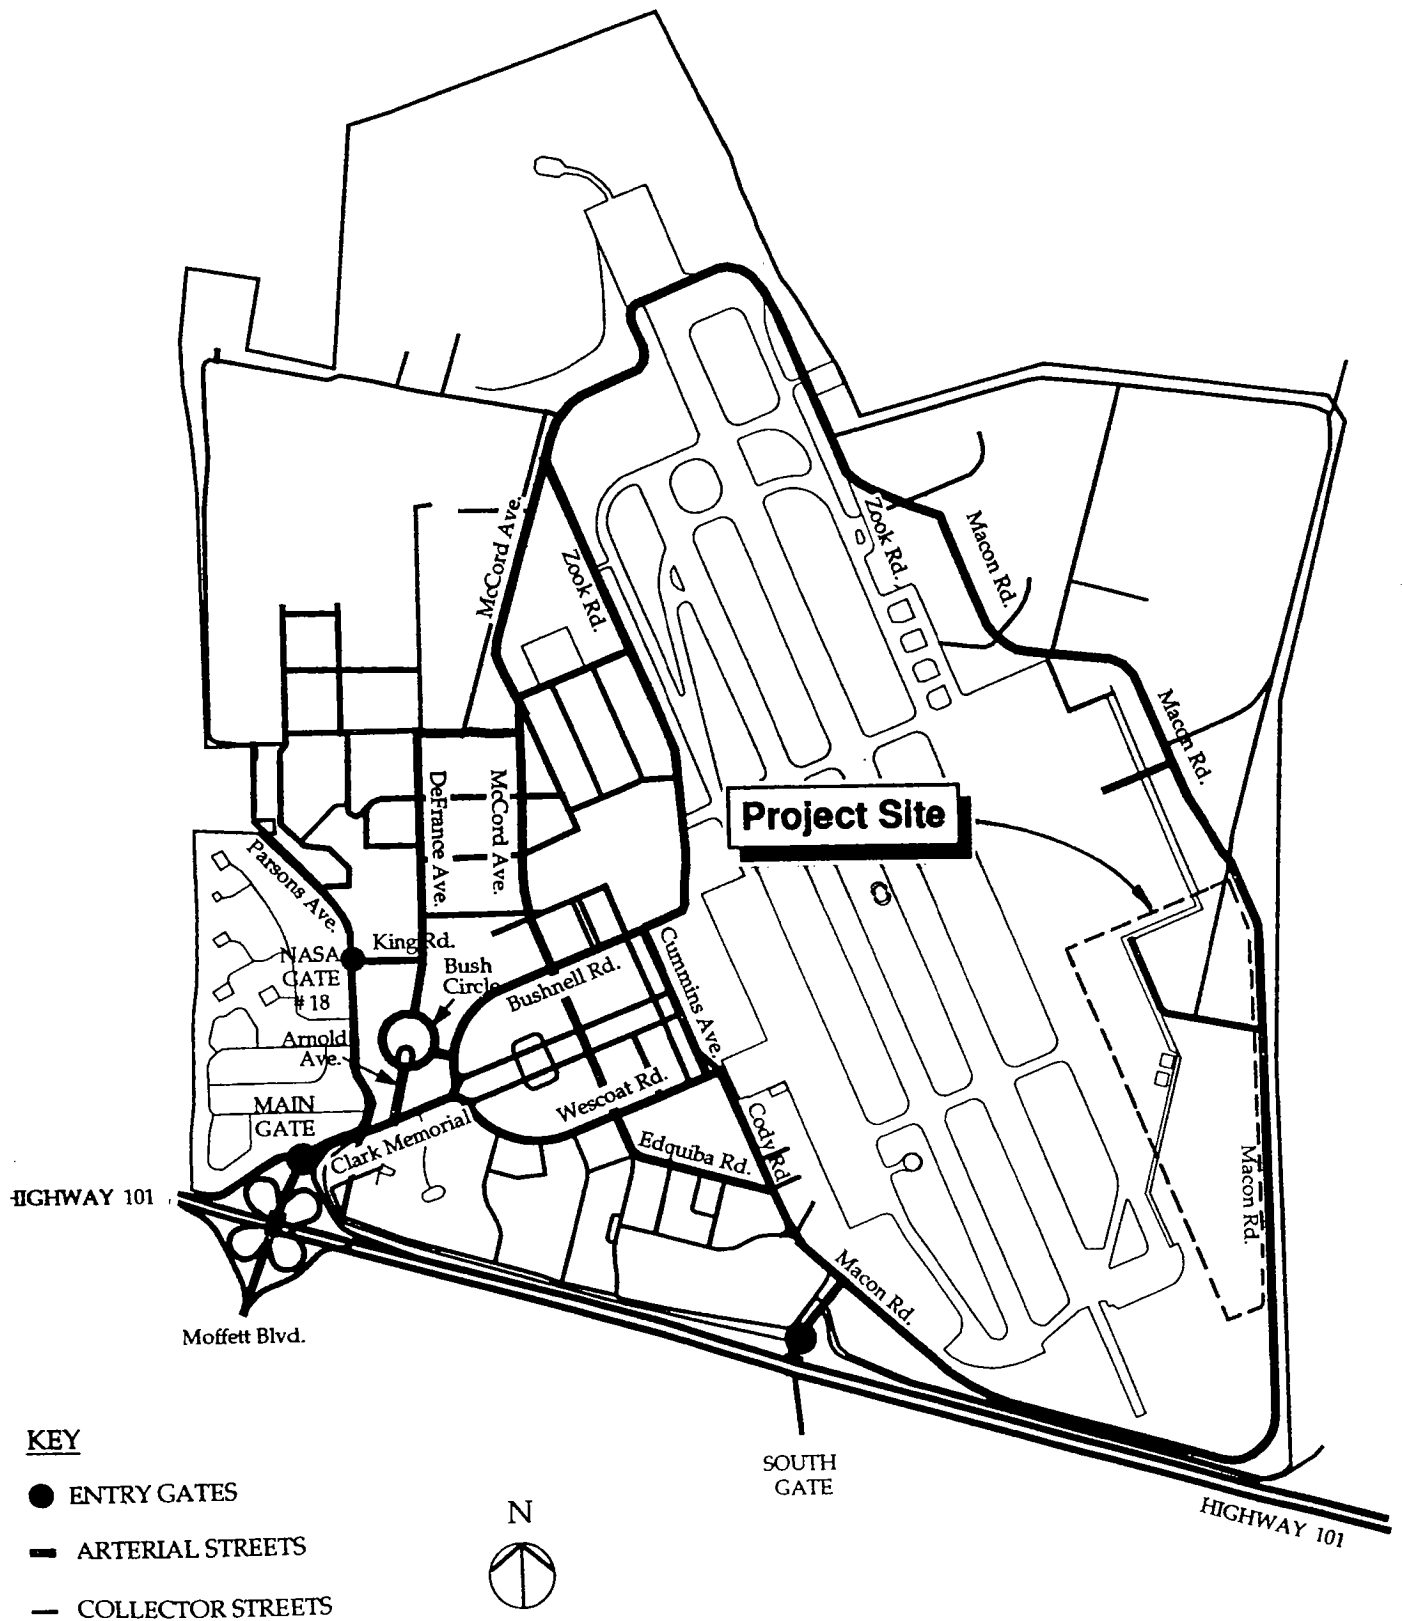 McCord Ave.
Zook Rd.
Zook Rd.
Macon Rd.
Macon Rd.
DeFrance Ave.
McCord Ave.
Project Site
Parsons Ave.
King Rd.
NASA
GATE
#18
Bush
Circle
Bushnell Rd.
Cummins Ave.
Arnold
Ave.
MAIN
GATE
Clark Memorial
Wescoat Rd.
Edquiba Rd.
Cody Rd.
Macon Rd.
HIGHWAY 101
Macon Rd.
Moffett Blvd.
SOUTH
GATE
HIGHWAY 101
KEY
ENTRY GATES
ARTERIAL STREETS
COLLECTOR STREETS
N